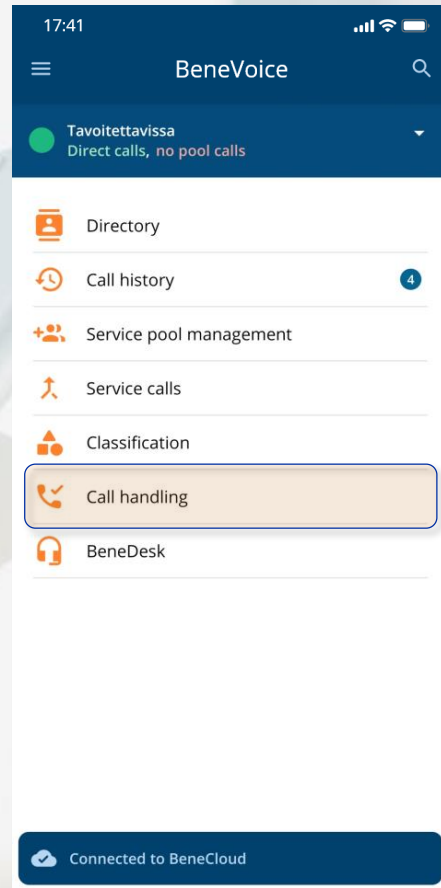 17:41
BeneVoice
Tavoitettavissa
Direct calls, no pool calls
Directory
Call history 4
Service pool management
Service calls
Classification
Call handling
BeneDesk
Connected to BeneCloud